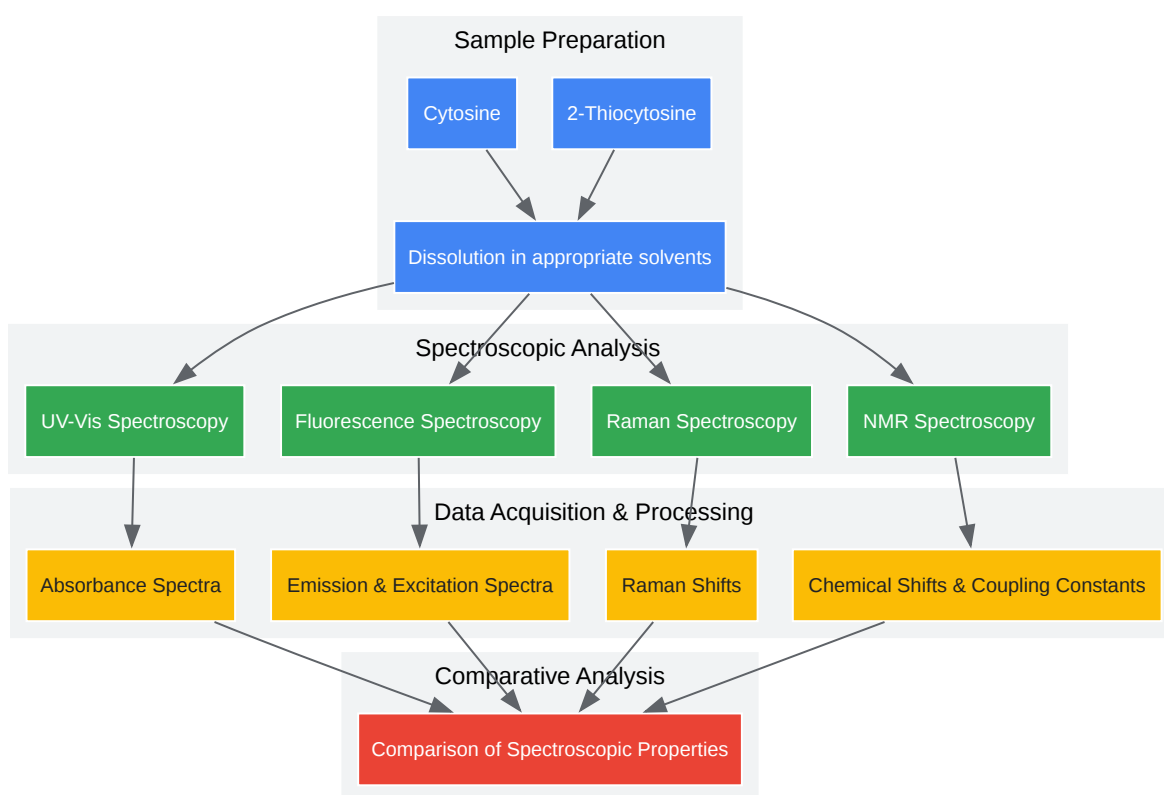 Sample Preparation
Cytosine
2-Thiocytosine
Dissolution in appropriate solvents
Spectroscopic Analysis
UV-Vis Spectroscopy
Fluorescence Spectroscopy
Raman Spectroscopy
NMR Spectroscopy
Data Acquisition & Processing
Absorbance Spectra
Emission & Excitation Spectra
Raman Shifts
Chemical Shifts & Coupling Constants
Comparative Analysis
Comparison of Spectroscopic Properties